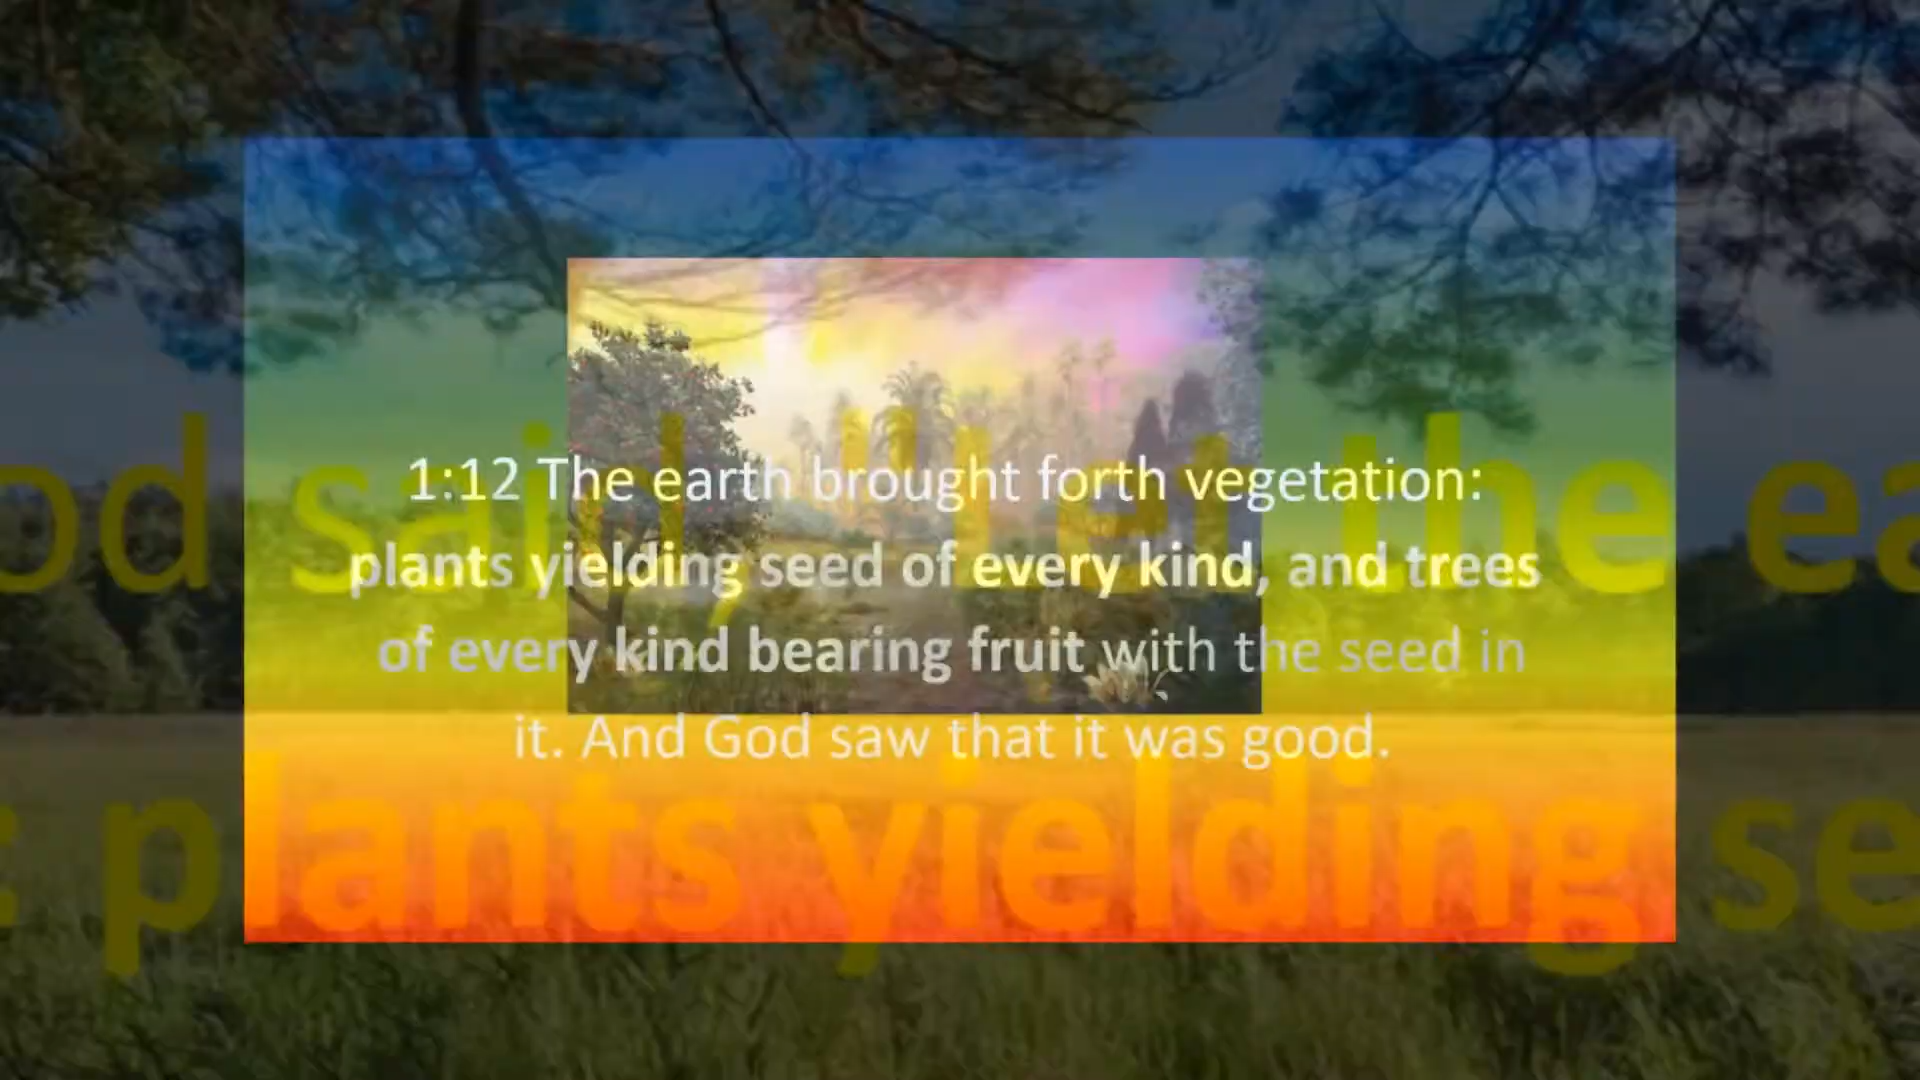 od said, "Let the ea
1:12 The earth brought forth vegetation:
plants yielding seed of every kind, and trees
of every kind bearing fruit with the seed in
it. And God saw that it was good.
: plants yielding se